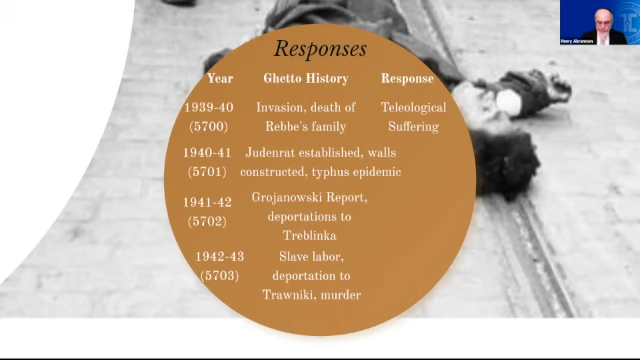 Responses
Year Ghetto History Response
1939-40 Invasion, death of Teleological
(5700) Rebbe's family Suffering
1940-41 Judenrat established, walls
(5701) constructed, typhus epidemic
1941-42 Grojanowski Report,
(5702) deportations to
Treblinka
1942-43 Slave labor,
(5703) deportation to
Trawniki, murder
Henry Abramson